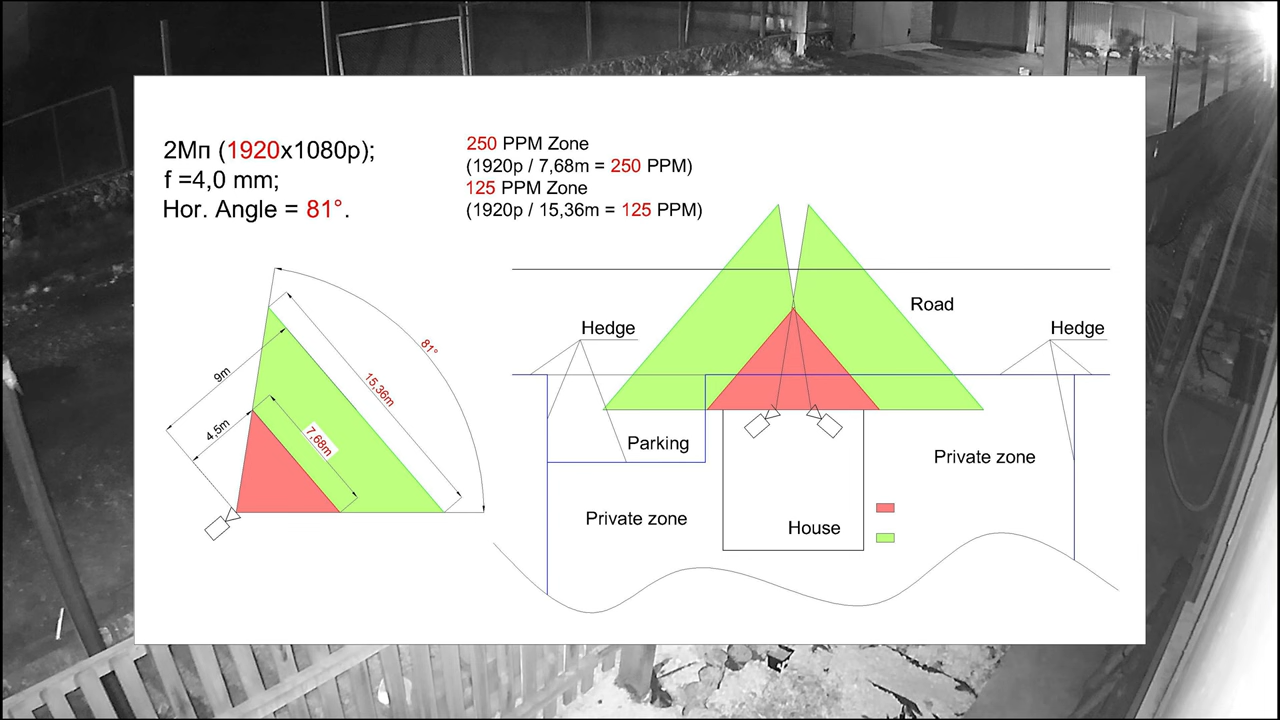 2Мп (1920x1080p);
f =4,0 mm;
Hor. Angle = 81°.
250 PPM Zone
(1920p / 7,68m = 250 PPM)
125 PPM Zone
(1920p / 15,36m = 125 PPM)
81°
9m
15,36m
4,5m
7,68m
Hedge
Road
Hedge
Parking
Private zone
Private zone
House